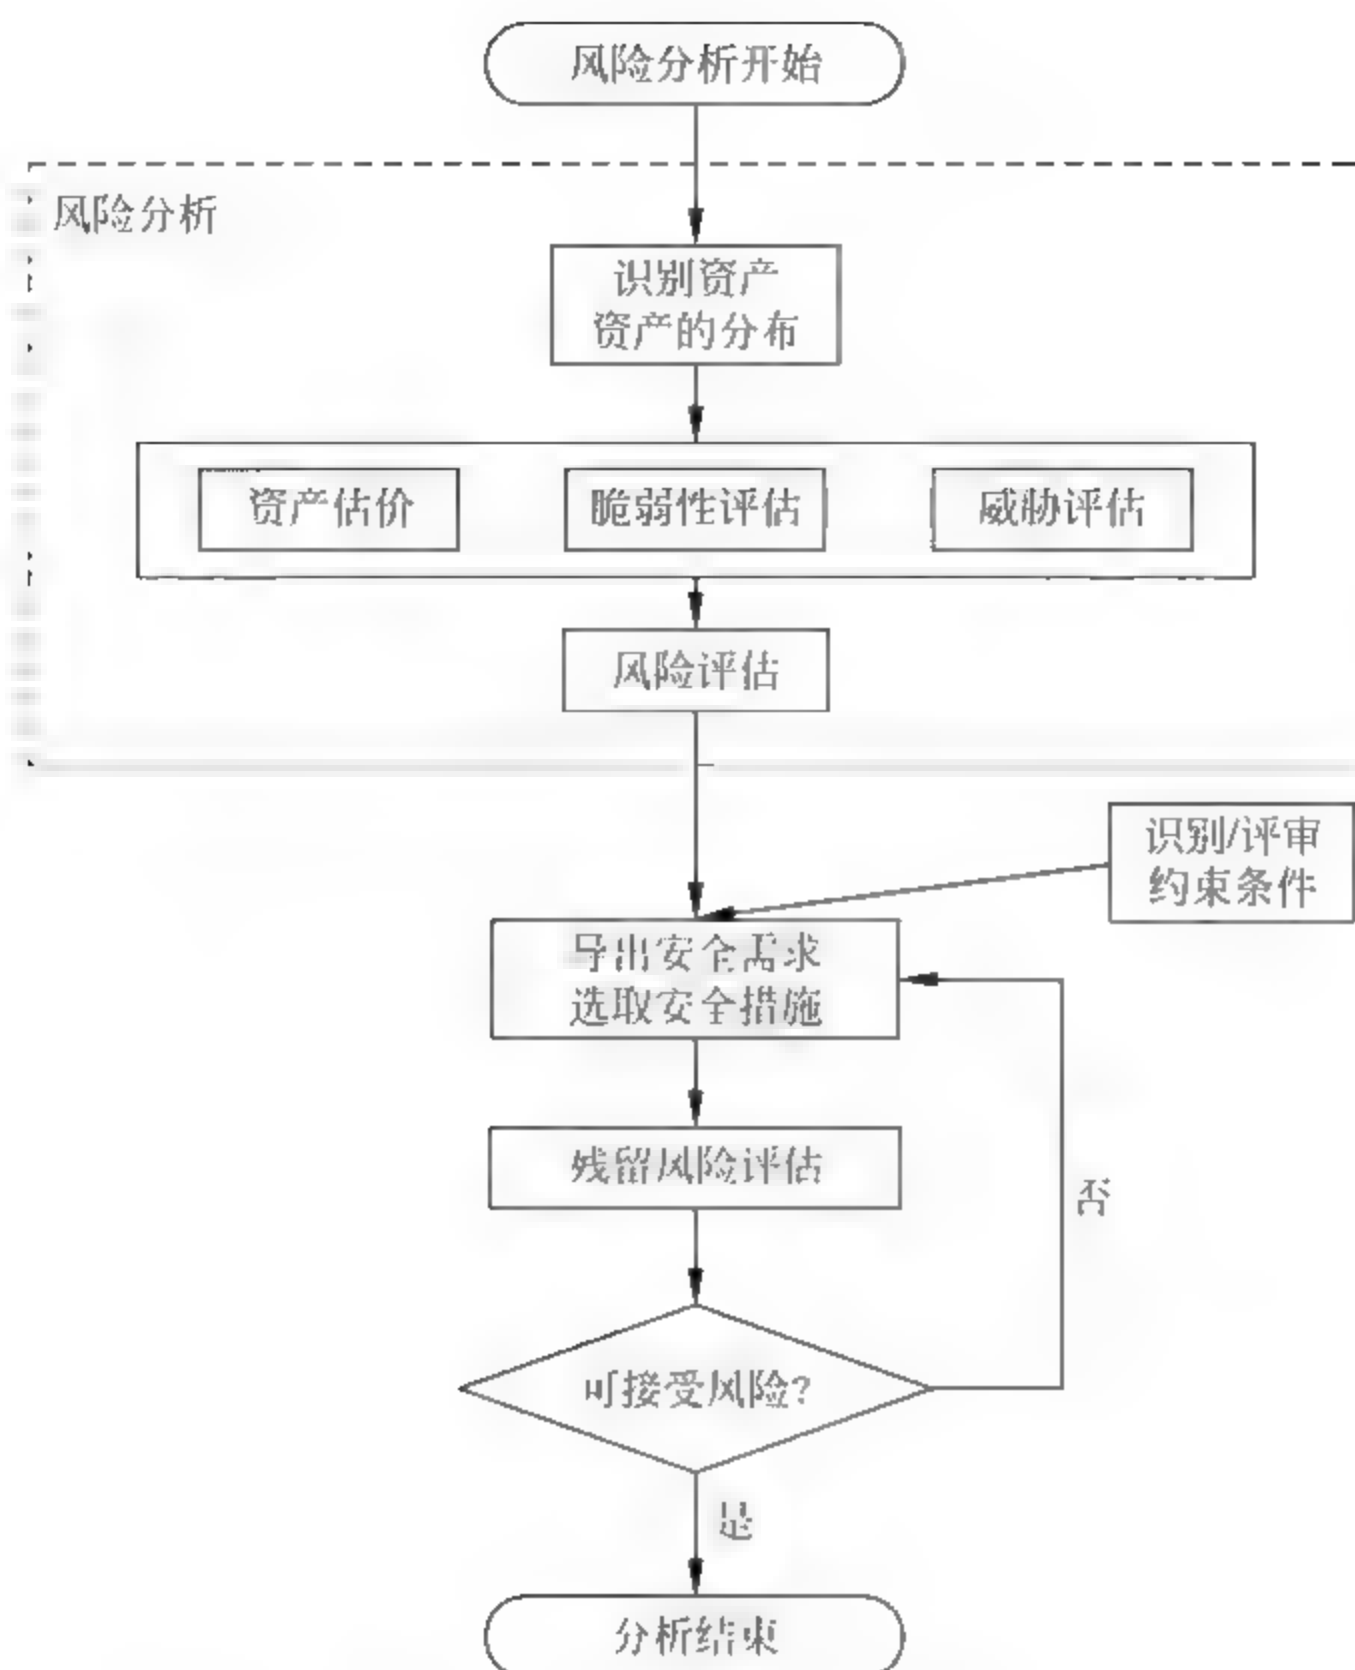 风险分析开始
风险分析
识别资产
资产的分布
资产估价
脆弱性评估
威胁评估
风险评估
识别/评审
约束条件
导出安全需求
选取安全措施
残留风险评估
否
可接受风险?
是
分析结束